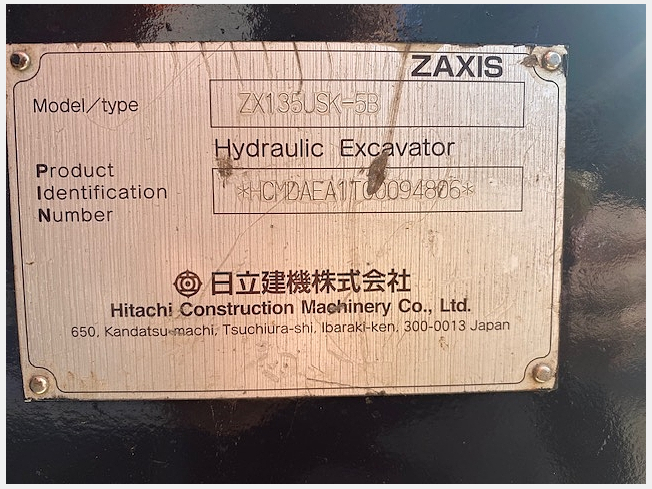 ZAXIS
Model/type ZX135USK-5B
Hydraulic Excavator
Product
Identification
Number
*HCMDAEA1TC0094806*
日立建機株式会社
Hitachi Construction Machinery Co., Ltd.
650, Kandatsu-machi, Tsuchiura-shi, Ibaraki-ken, 300-0013 Japan